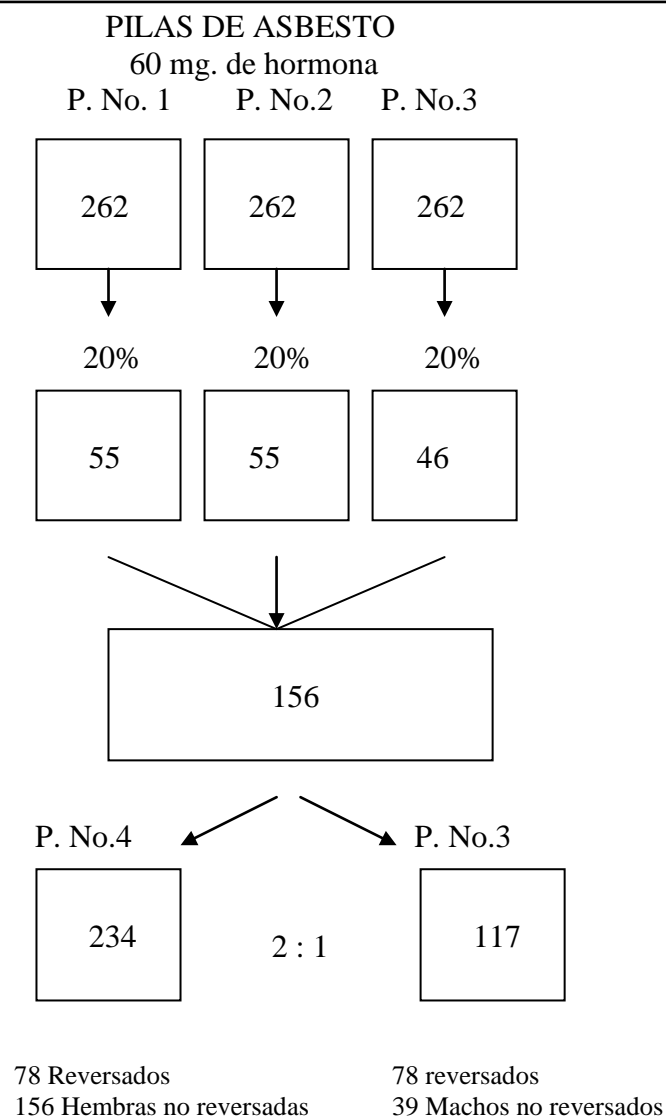 PILAS DE ASBESTO
60 mg. de hormona
P. No. 1 P. No.2 P. No.3
262 262 262
20% 20% 20%
55 55 46
156
P. No.4 P. No.3
234 2 : 1 117
78 Reversados 78 reversados
156 Hembras no reversadas 39 Machos no reversados